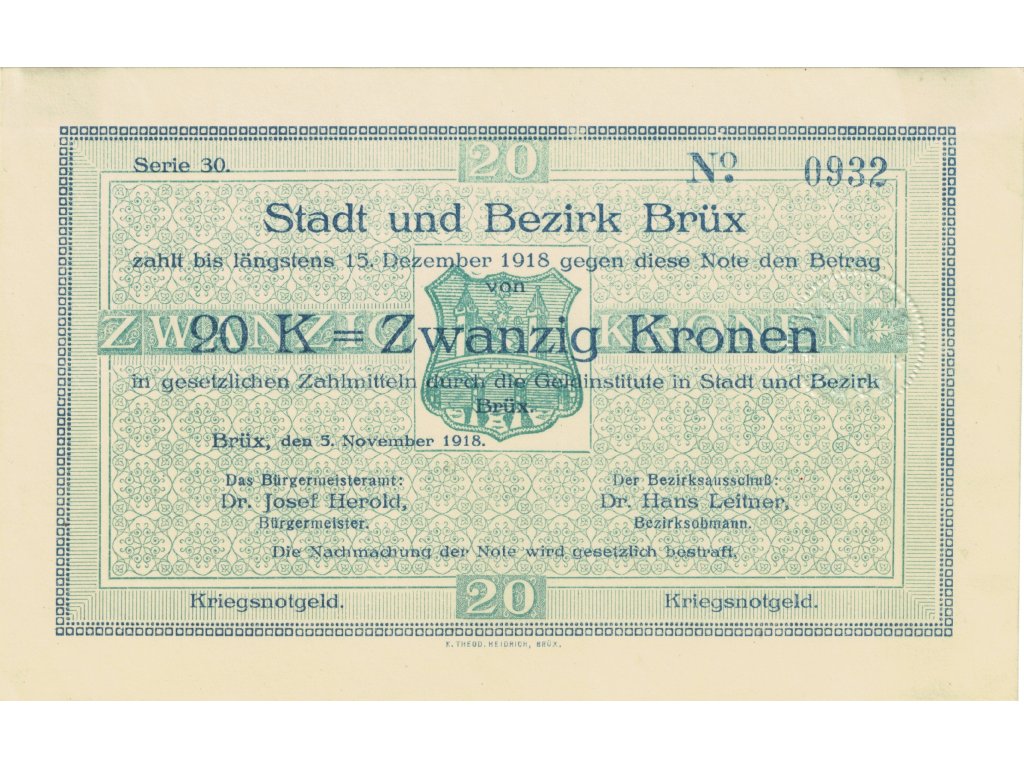 20
Serie 30.
No. 0932
Stadt und Bezirk Brüx
zahlt bis längstens 15. Dezember 1918 gegen diese Note den Betrag
von
ZWANZIG KRONEN
20 K = Zwanzig Kronen
in gesetzlichen Zahlmitteln durch die Geldinstitute in Stadt und Bezirk
Brüx.
Brüx, den 5. November 1918.
Das Bürgermeisteramt:
Dr. Josef Herold,
Bürgermeister.
Der Bezirksausschuß:
Dr. Hans Leitner,
Bezirksobmann.
Die Nachmachung der Note wird gesetzlich bestraft.
Kriegsnotgeld.
20
Kriegsnotgeld.
K. THEOD. HEIDRICH, BRÜX.